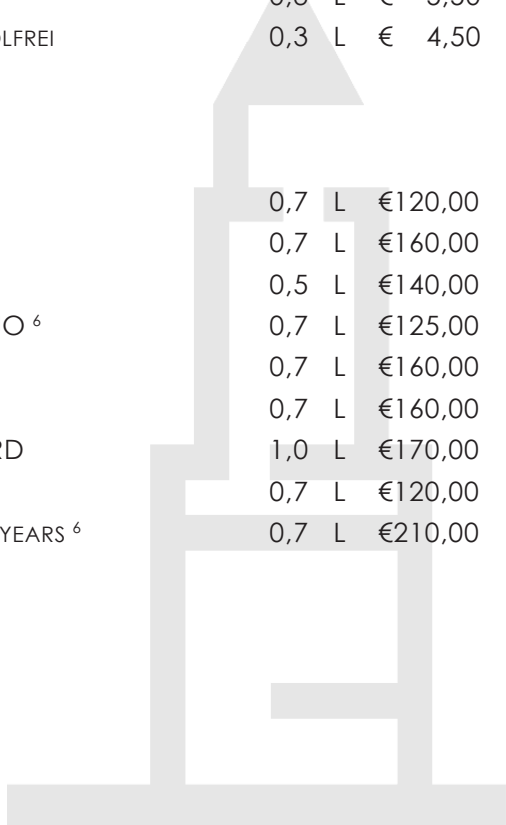 LFREI 0,3 L € 4,50
0,7 L €120,00
0,7 L €160,00
0,5 L €140,00
O ⁶ 0,7 L €125,00
0,7 L €160,00
0,7 L €160,00
RD 1,0 L €170,00
0,7 L €120,00
YEARS ⁶ 0,7 L €210,00